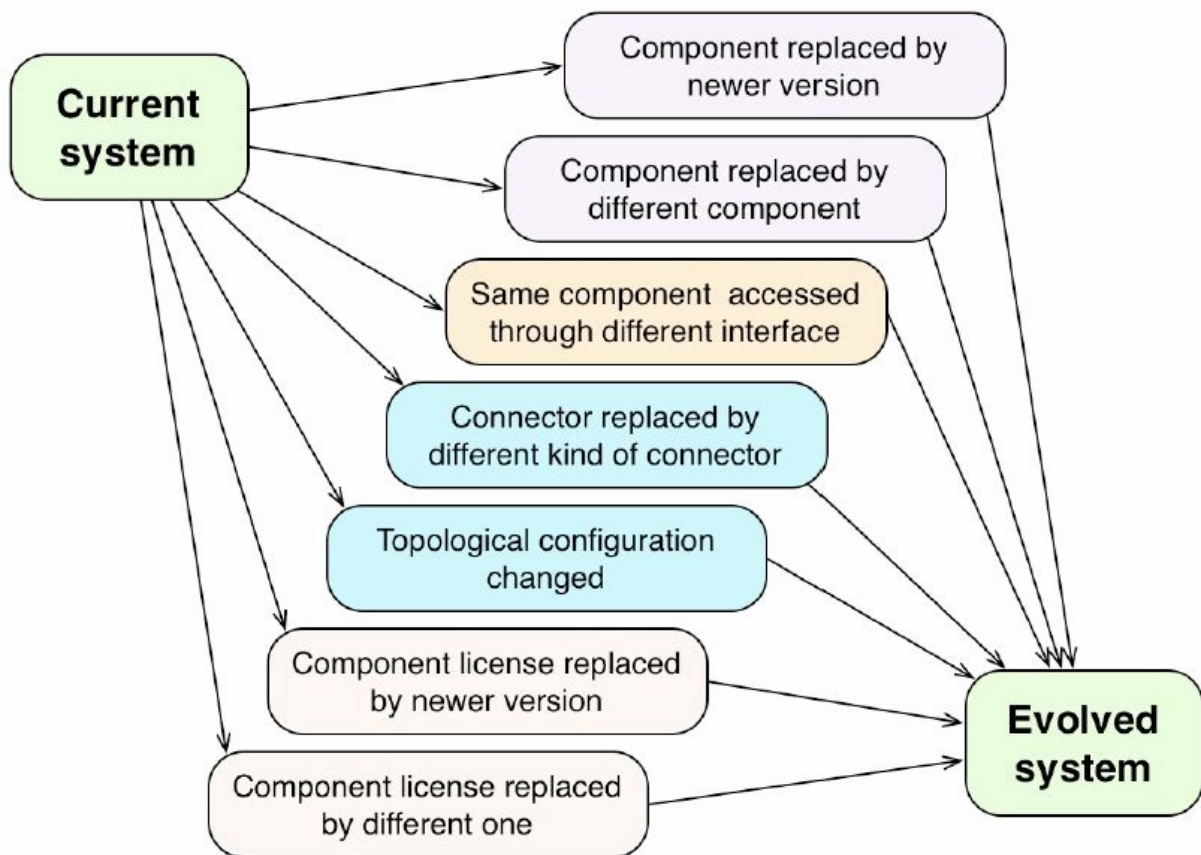 Current
system
Component replaced by
newer version
Component replaced by
different component
Same component accessed
through different interface
Connector replaced by
different kind of connector
Topological configuration
changed
Component license replaced
by newer version
Component license replaced
by different one
Evolved
system